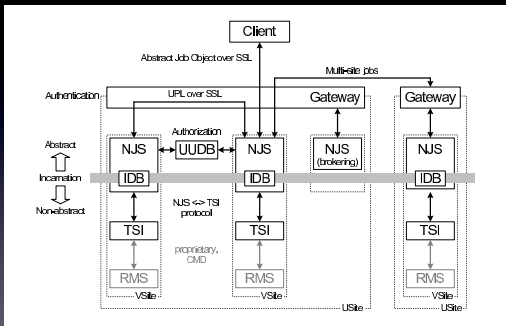 Client
Abstract Job Object over SSL
Multi-site jobs
Authentication
UPL over SSL
Gateway
Gateway
Authorization
NJS
UUDB
NJS
NJS
(brokering)
NJS
Abstract
Incarnation
Non-abstract
IDB
IDB
IDB
NJS <-> TSI
protocoll
TSI
TSI
TSI
proprietary,
CMD
RMS
RMS
RMS
VSite
VSite
VSite
USite
USite